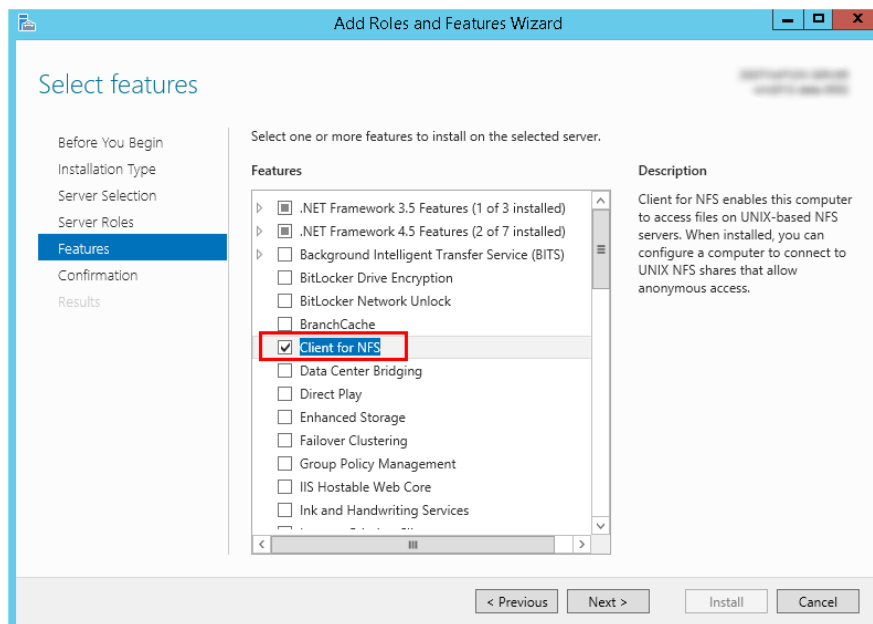 Add Roles and Features Wizard
Select features
Before You Begin
Installation Type
Server Selection
Server Roles
Features
Confirmation
Results
Select one or more features to install on the selected server.
Features
.NET Framework 3.5 Features (1 of 3 installed)
.NET Framework 4.5 Features (2 of 7 installed)
Background Intelligent Transfer Service (BITS)
BitLocker Drive Encryption
BitLocker Network Unlock
BranchCache
Client for NFS
Data Center Bridging
Direct Play
Enhanced Storage
Failover Clustering
Group Policy Management
IIS Hostable Web Core
Ink and Handwriting Services
Description
Client for NFS enables this computer
to access files on UNIX-based NFS
servers. When installed, you can
configure a computer to connect to
UNIX NFS shares that allow
anonymous access.
< Previous
Next >
Install
Cancel